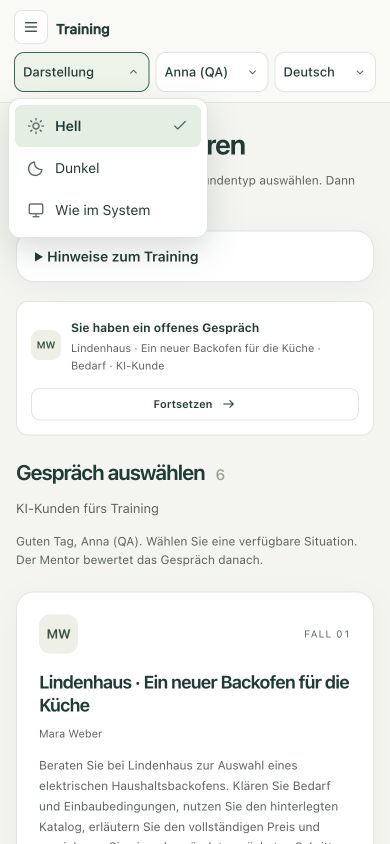 Training
Darstellung
Anna (QA)
Deutsch
Hell
Dunkel
Wie im System
auswählen. Dann
Hinweise zum Training
MW
Sie haben ein offenes Gespräch
Lindenhaus · Ein neuer Backofen für die Küche ·
Bedarf · KI-Kunde
Fortsetzen
Gespräch auswählen 6
KI-Kunden fürs Training
Guten Tag, Anna (QA). Wählen Sie eine verfügbare Situation.
Der Mentor bewertet das Gespräch danach.
MW
FALL 01
Lindenhaus · Ein neuer Backofen für die
Küche
Mara Weber
Beraten Sie bei Lindenhaus zur Auswahl eines
elektrischen Haushaltsbackofens. Klären Sie Bedarf
und Einbaubedingungen, nutzen Sie den hinterlegten
Katalog, erläutern Sie den vollständigen Preis und